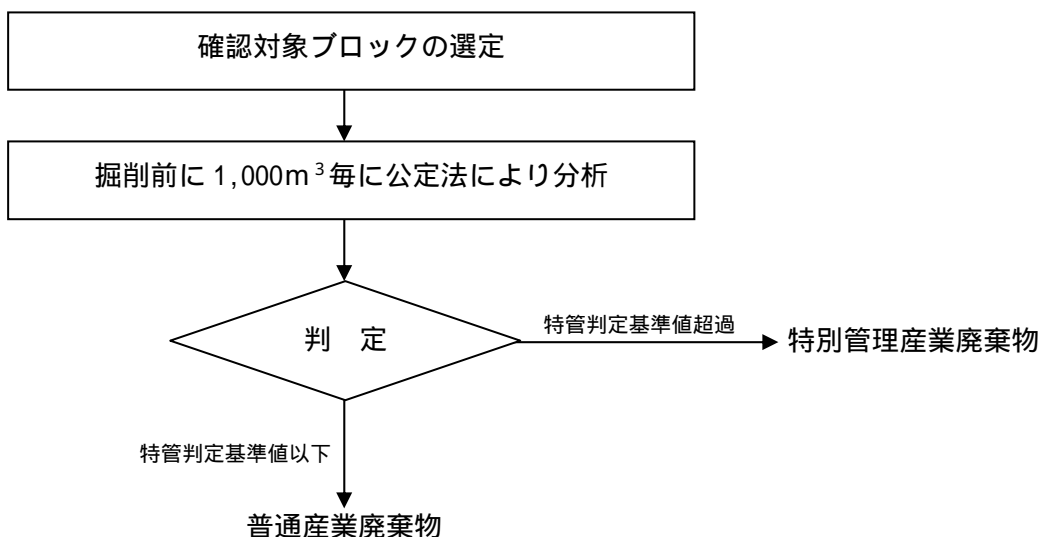 確認対象ブロックの選定
掘削前に 1,000m³毎に公定法により分析
判　定
特管判定基準値超過
特別管理産業廃棄物
特管判定基準値以下
普通産業廃棄物